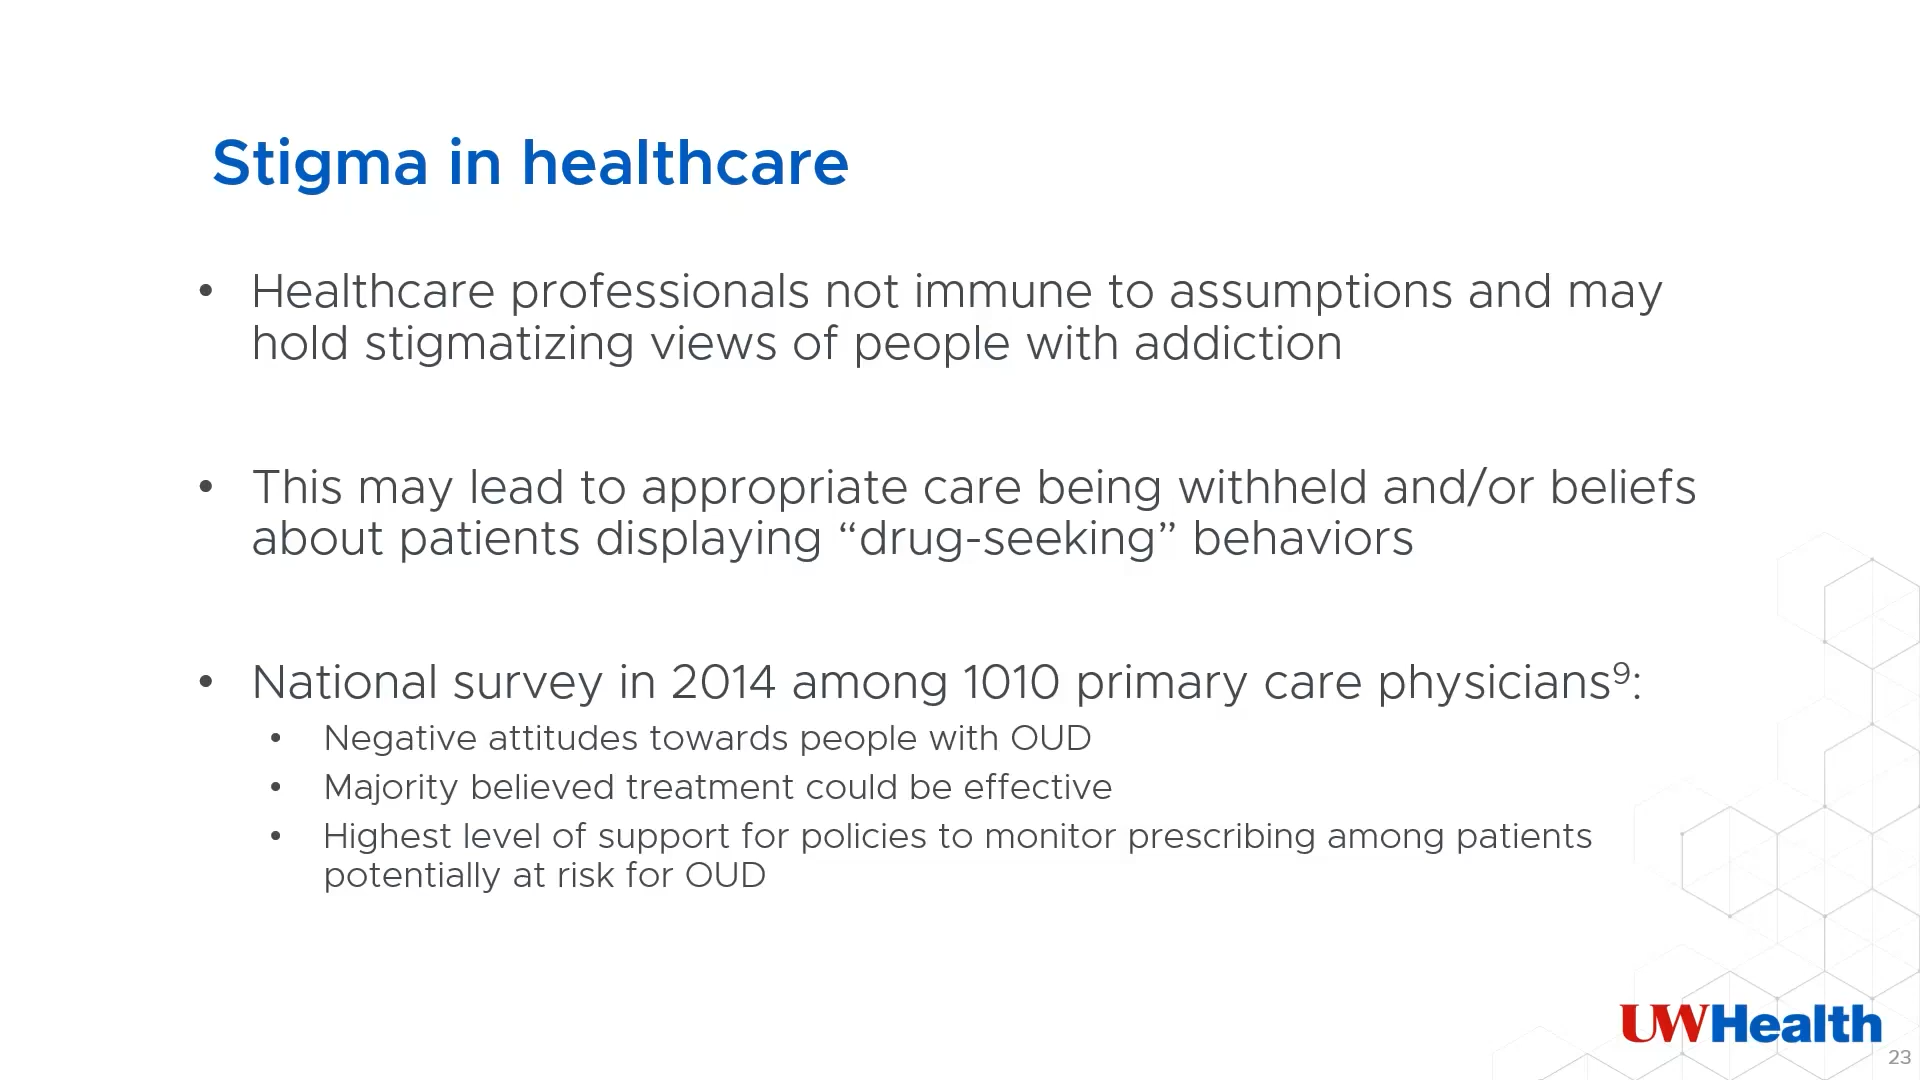 Stigma in healthcare
• Healthcare professionals not immune to assumptions and may
hold stigmatizing views of people with addiction
• This may lead to appropriate care being withheld and/or beliefs
about patients displaying “drug-seeking” behaviors
• National survey in 2014 among 1010 primary care physicians⁹:
• Negative attitudes towards people with OUD
• Majority believed treatment could be effective
• Highest level of support for policies to monitor prescribing among patients
potentially at risk for OUD
UWHealth
23